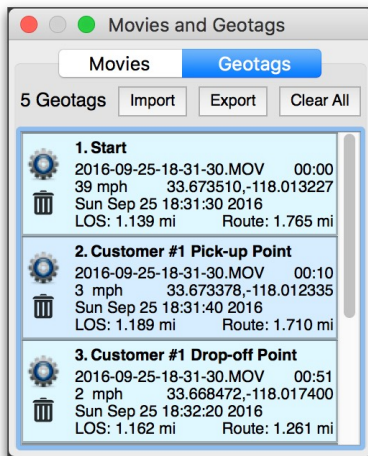 Movies and Geotags
Movies Geotags
5 Geotags Import Export Clear All
1. Start
2016-09-25-18-31-30.MOV 00:00
39 mph 33.673510,-118.013227
Sun Sep 25 18:31:30 2016
LOS: 1.139 mi Route: 1.765 mi
2. Customer #1 Pick-up Point
2016-09-25-18-31-30.MOV 00:10
3 mph 33.673378,-118.012335
Sun Sep 25 18:31:40 2016
LOS: 1.189 mi Route: 1.710 mi
3. Customer #1 Drop-off Point
2016-09-25-18-31-30.MOV 00:51
2 mph 33.668472,-118.017400
Sun Sep 25 18:32:20 2016
LOS: 1.162 mi Route: 1.261 mi